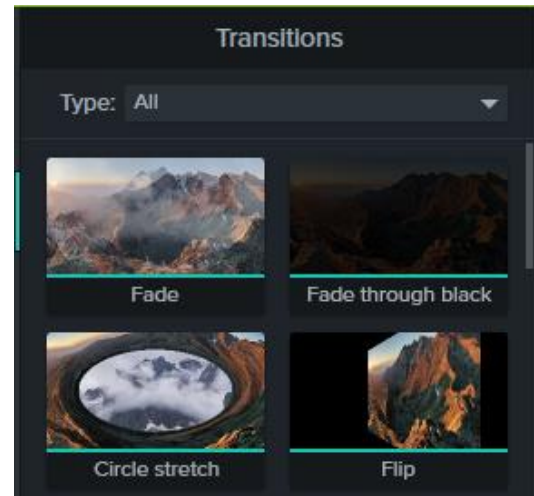 Transitions
Type: All
Fade
Fade through black
Circle stretch
Flip